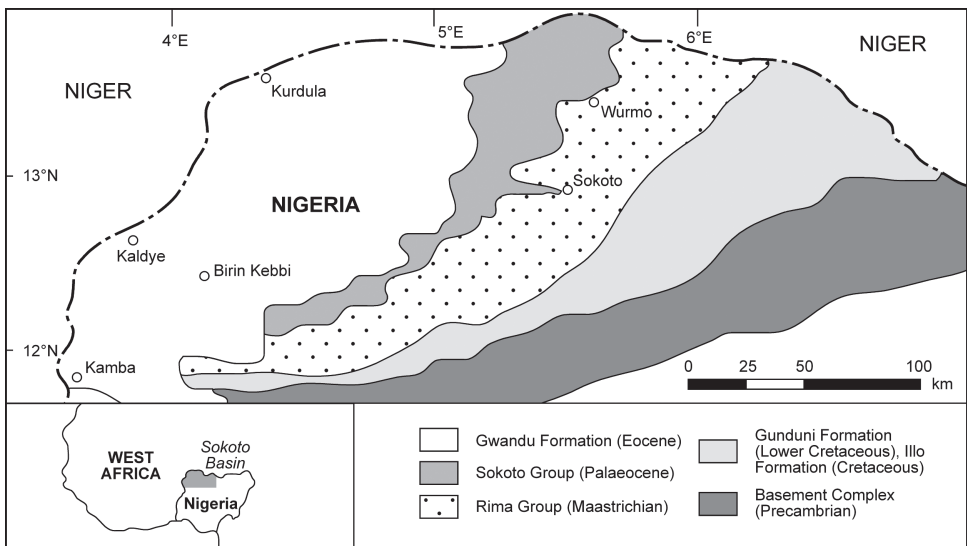 4°E
5°E
6°E
NIGER
NIGER
Kurdula
Wurmo
13°N
Sokoto
NIGERIA
Kaldye
Birin Kebbi
12°N
Kamba
0 25 50 100
km
WEST
AFRICA
Sokoto
Basin
Nigeria
Gwandu Formation (Eocene)
Sokoto Group (Palaeocene)
Rima Group (Maastrichian)
Gunduni Formation
(Lower Cretaceous), Illo
Formation (Cretaceous)
Basement Complex
(Precambrian)